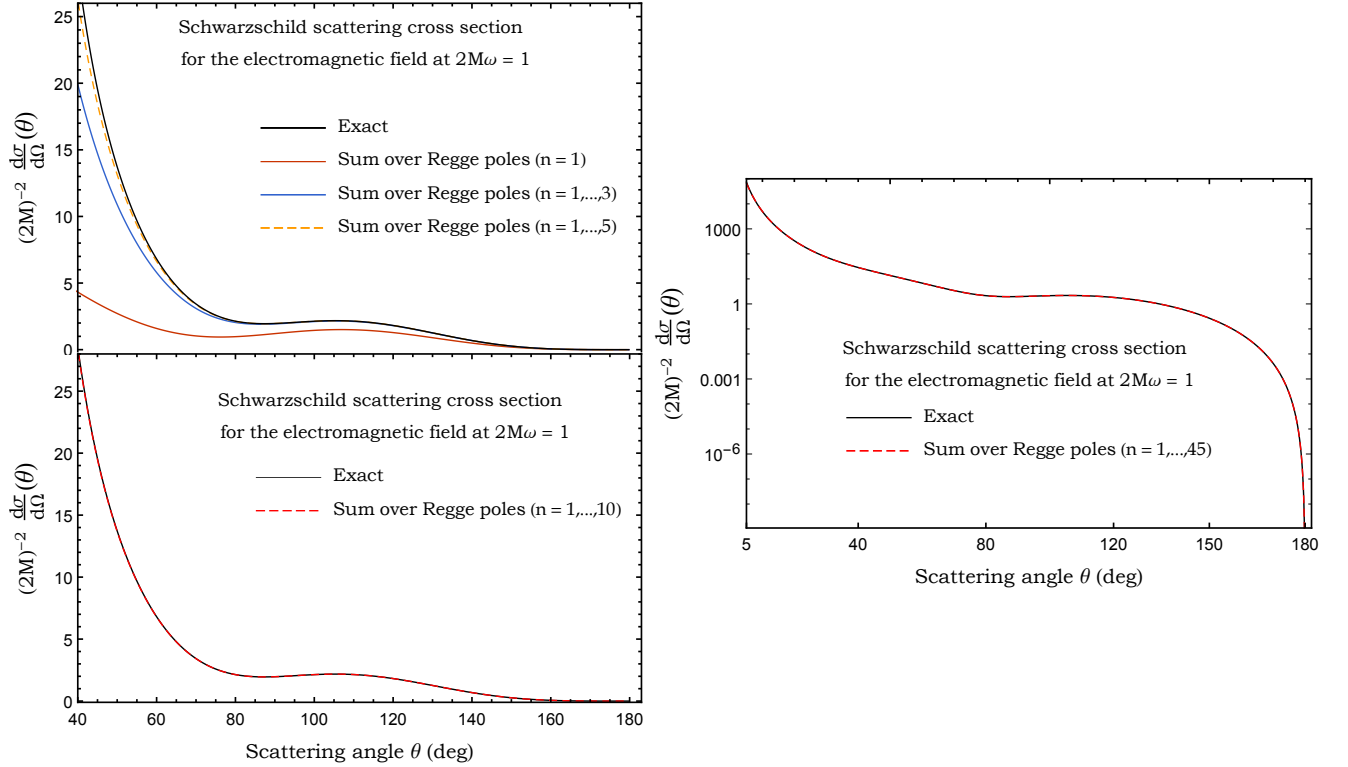 25
20
15
10
5
0
(2M)⁻² dσ/dΩ(θ)
Schwarzschild scattering cross section
for the electromagnetic field at 2Mω = 1
Exact
Sum over Regge poles (n = 1)
Sum over Regge poles (n = 1,...,3)
Sum over Regge poles (n = 1,...,5)
25
20
15
10
5
0
(2M)⁻² dσ/dΩ(θ)
Schwarzschild scattering cross section
for the electromagnetic field at 2Mω = 1
Exact
Sum over Regge poles (n = 1,...,10)
40 60 80 100 120 140 160 180
Scattering angle θ (deg)
1000
1
0.001
10⁻⁶
(2M)⁻² dσ/dΩ(θ)
Schwarzschild scattering cross section
for the electromagnetic field at 2Mω = 1
Exact
Sum over Regge poles (n = 1,...,45)
5 40 80 120 150 180
Scattering angle θ (deg)